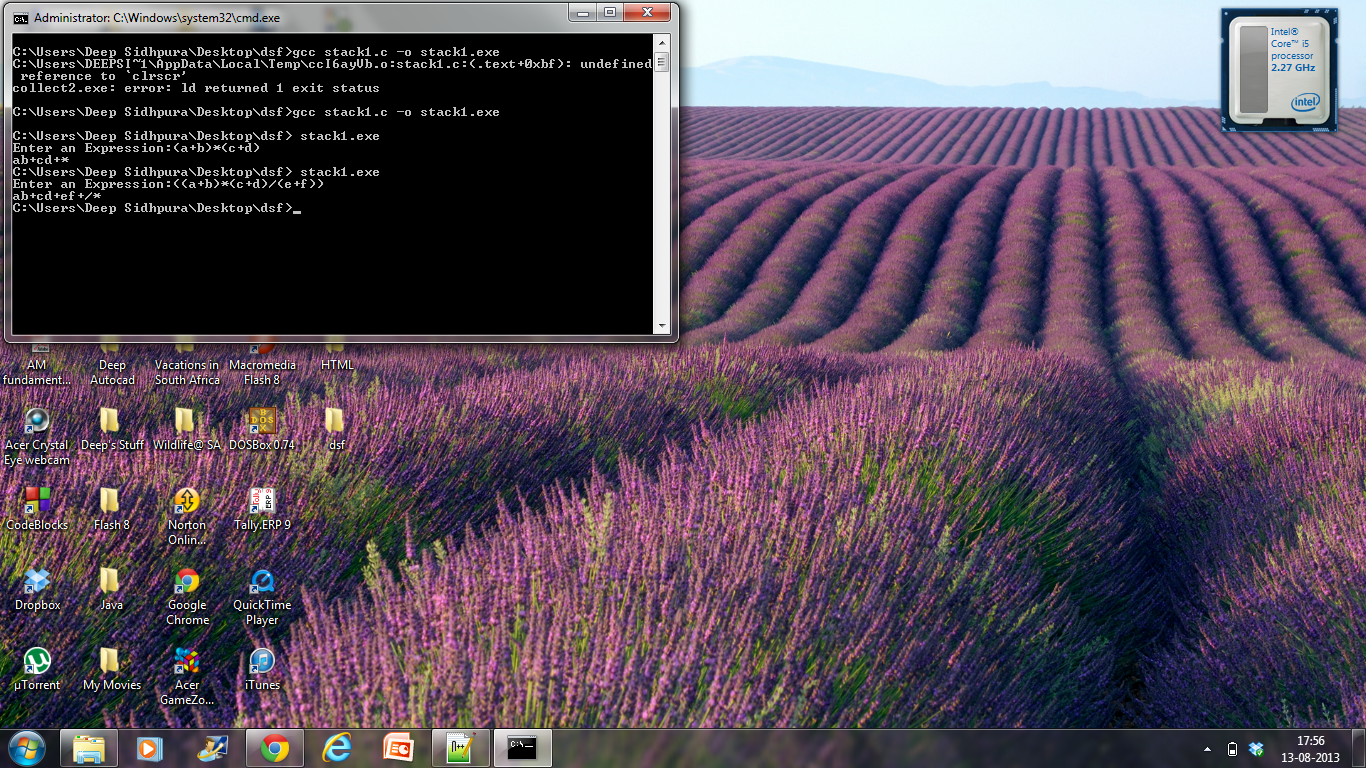 Administrator: C:\Windows\system32\cmd.exe
C:\Users\Deep Sidhpura\Desktop\dsf>gcc stack1.c -o stack1.exe
C:\Users\DEEPSI~1\AppData\Local\Temp\ccI6ayVb.o:stack1.c:(.text+0xbf): undefined
reference to `clrscr'
collect2.exe: error: ld returned 1 exit status
C:\Users\Deep Sidhpura\Desktop\dsf>gcc stack1.c -o stack1.exe
C:\Users\Deep Sidhpura\Desktop\dsf> stack1.exe
Enter an Expression:(a+b)*(c+d)
ab+cd+*
C:\Users\Deep Sidhpura\Desktop\dsf> stack1.exe
Enter an Expression:((a+b)*(c+d)/(e+f))
ab+cd+ef+/*
C:\Users\Deep Sidhpura\Desktop\dsf>_
Intel®
Core™ i5
processor
2.27 GHz
intel
AM
fundament...
Deep
Autocad
Vacations in
South Africa
Macromedia
Flash 8
HTML
Acer Crystal
Eye webcam
Deep's Stuff
Wildlife@ SA
DOSBox 0.74
dsf
CodeBlocks
Flash 8
Norton
Onlin...
Tally.ERP 9
Dropbox
Java
Google
Chrome
QuickTime
Player
µTorrent
My Movies
Acer
GameZo...
iTunes
17:56
13-08-2013